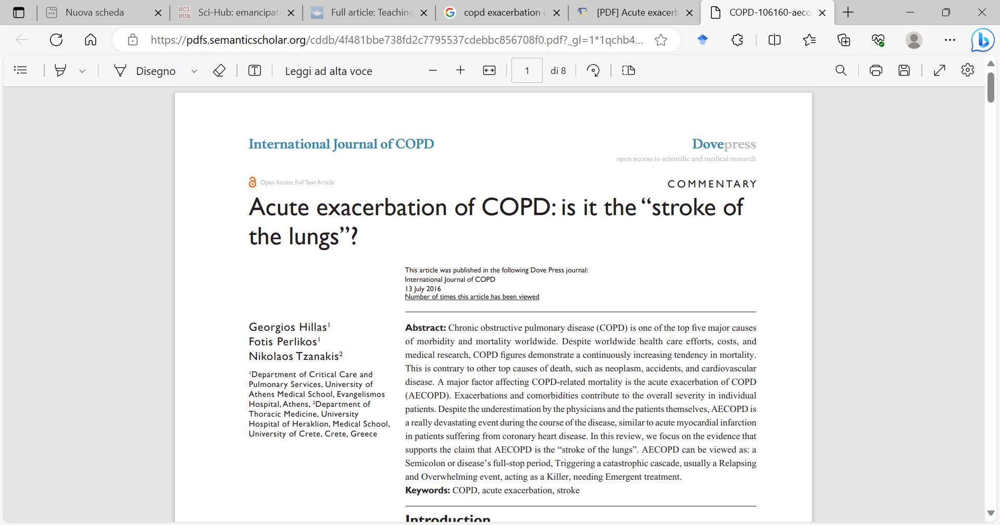 Nuova scheda
SCI HUB
Sci-Hub: emancipati
Full article: Teaching
copd exacerbation c
[PDF] Acute exacerb
COPD-106160-aeco
https://pdfs.semanticscholar.org/cddb/4f481bbe738fd2c7795537cdebbc856708f0.pdf?_gl=1*1qchb4...
Disegno
Leggi ad alta voce
1
di 8
International Journal of COPD
Dovepress
open access to scientific and medical research
Open Access Full Text Article
COMMENTARY
Acute exacerbation of COPD: is it the “stroke of
the lungs”?
This article was published in the following Dove Press journal:
International Journal of COPD
13 July 2016
Number of times this article has been viewed
Georgios Hillas¹
Fotis Perlikos¹
Nikolaos Tzanakis²
¹Department of Critical Care and
Pulmonary Services, University of
Athens Medical School, Evangelismos
Hospital, Athens, ²Department of
Thoracic Medicine, University
Hospital of Heraklion, Medical School,
University of Crete, Crete, Greece
Abstract: Chronic obstructive pulmonary disease (COPD) is one of the top five major causes
of morbidity and mortality worldwide. Despite worldwide health care efforts, costs, and
medical research, COPD figures demonstrate a continuously increasing tendency in mortality.
This is contrary to other top causes of death, such as neoplasm, accidents, and cardiovascular
disease. A major factor affecting COPD-related mortality is the acute exacerbation of COPD
(AECOPD). Exacerbations and comorbidities contribute to the overall severity in individual
patients. Despite the underestimation by the physicians and the patients themselves, AECOPD is
a really devastating event during the course of the disease, similar to acute myocardial infarction
in patients suffering from coronary heart disease. In this review, we focus on the evidence that
supports the claim that AECOPD is the “stroke of the lungs”. AECOPD can be viewed as: a
Semicolon or disease’s full-stop period, Triggering a catastrophic cascade, usually a Relapsing
and Overwhelming event, acting as a Killer, needing Emergent treatment.
Keywords: COPD, acute exacerbation, stroke
Introduction